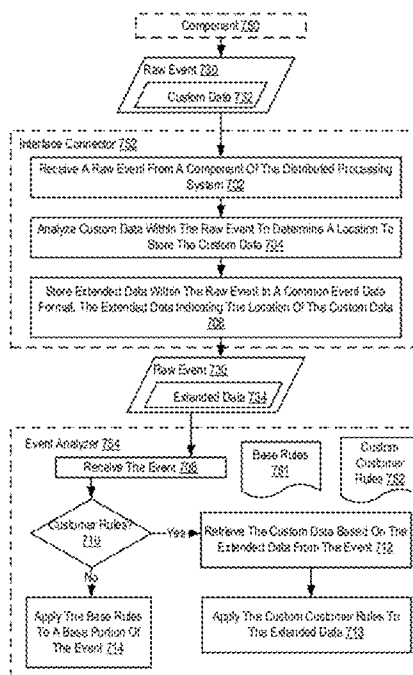 Component 750
Raw Event 730
Custom Data 732
Interface Connector 752
Receive A Raw Event From A Component Of The Distributed Processing
System 702
Analyze Custom Data Within The Raw Event To Determine A Location To
Store The Custom Data 704
Store Extended Data Within The Raw Event In A Common Event Data
Format, The Extended Data Indicating The Location Of The Custom Data
706
Raw Event 730
Extended Data 734
Event Analyzer 754
Receive The Event 708
Base Rules
781
Custom
Customer
Rules 782
Customer Rules?
710
Yes
Retrieve The Custom Data Based On The
Extended Data From The Event 712
No
Apply The Base Rules
To A Base Portion Of
The Event 714
Apply The Custom Customer Rules To
The Extended Data 713